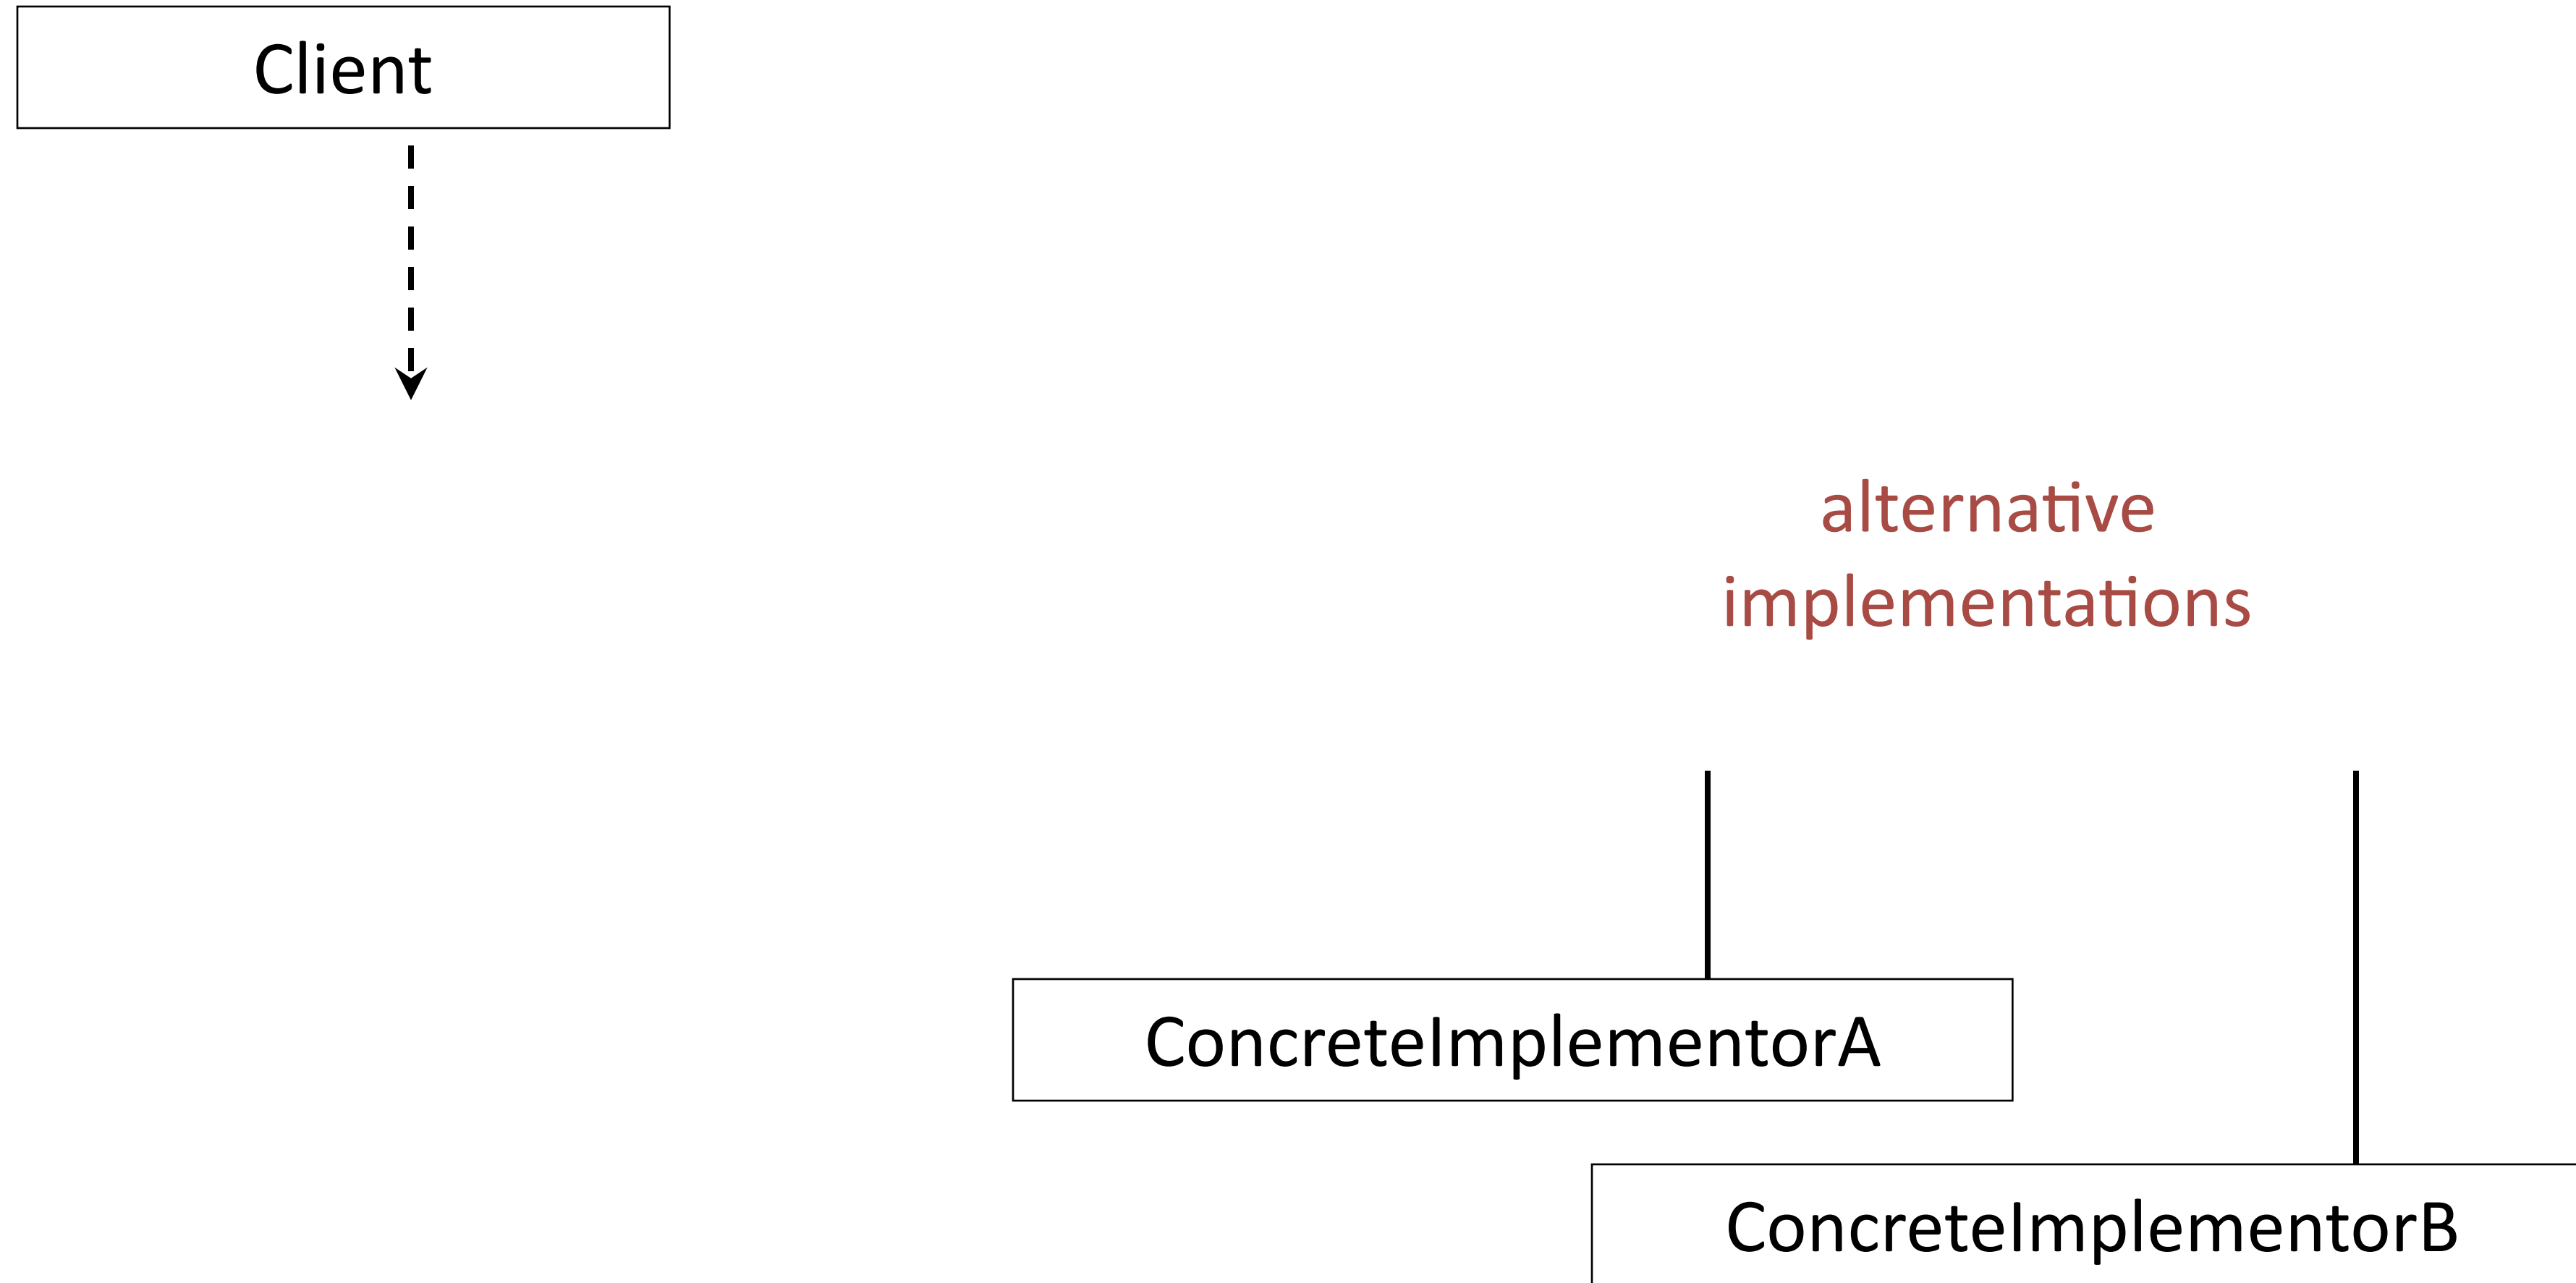 Client
alternative
implementations
ConcreteImplementorA
ConcreteImplementorB